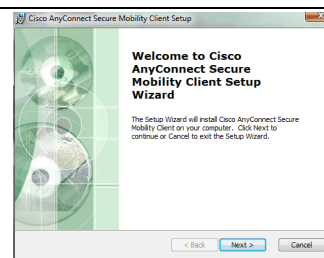 Cisco AnyConnect Secure Mobility Client Setup
Welcome to Cisco
AnyConnect Secure
Mobility Client Setup
Wizard
The Setup Wizard will install Cisco AnyConnect Secure
Mobility Client on your computer. Click Next to
continue or Cancel to exit the Setup Wizard.
< Back Next > Cancel